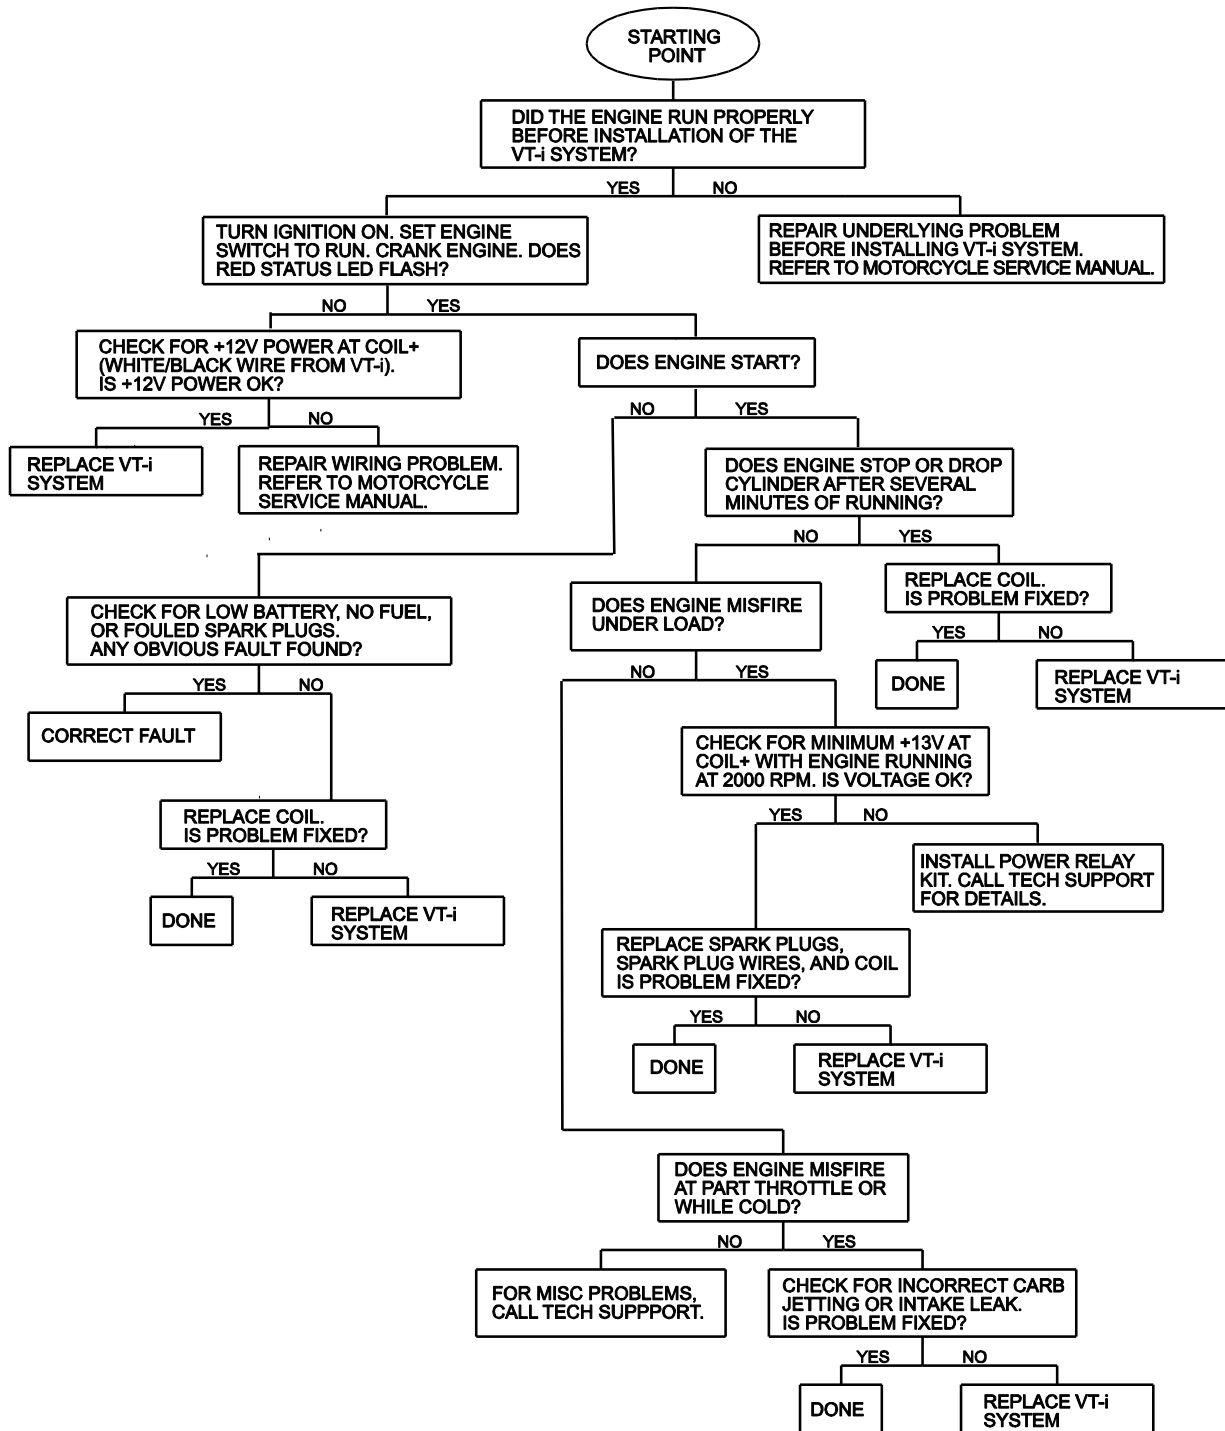 STARTING
POINT
DID THE ENGINE RUN PROPERLY
BEFORE INSTALLATION OF THE
VT-i SYSTEM?
YES
NO
TURN IGNITION ON. SET ENGINE
SWITCH TO RUN. CRANK ENGINE. DOES
RED STATUS LED FLASH?
REPAIR UNDERLYING PROBLEM
BEFORE INSTALLING VT-i SYSTEM.
REFER TO MOTORCYCLE SERVICE MANUAL.
NO
YES
CHECK FOR +12V POWER AT COIL+
(WHITE/BLACK WIRE FROM VT-i).
IS +12V POWER OK?
DOES ENGINE START?
YES
NO
NO
YES
REPLACE VT-i
SYSTEM
REPAIR WIRING PROBLEM.
REFER TO MOTORCYCLE
SERVICE MANUAL.
DOES ENGINE STOP OR DROP
CYLINDER AFTER SEVERAL
MINUTES OF RUNNING?
NO
YES
CHECK FOR LOW BATTERY, NO FUEL,
OR FOULED SPARK PLUGS.
ANY OBVIOUS FAULT FOUND?
DOES ENGINE MISFIRE
UNDER LOAD?
REPLACE COIL.
IS PROBLEM FIXED?
YES
NO
DONE
REPLACE VT-i
SYSTEM
YES
NO
NO
YES
CORRECT FAULT
CHECK FOR MINIMUM +13V AT
COIL+ WITH ENGINE RUNNING
AT 2000 RPM. IS VOLTAGE OK?
REPLACE COIL.
IS PROBLEM FIXED?
YES
NO
YES
NO
DONE
REPLACE VT-i
SYSTEM
INSTALL POWER RELAY
KIT. CALL TECH SUPPORT
FOR DETAILS.
REPLACE SPARK PLUGS,
SPARK PLUG WIRES, AND COIL
IS PROBLEM FIXED?
YES
NO
DONE
REPLACE VT-i
SYSTEM
DOES ENGINE MISFIRE
AT PART THROTTLE OR
WHILE COLD?
NO
YES
FOR MISC PROBLEMS,
CALL TECH SUPPPORT.
CHECK FOR INCORRECT CARB
JETTING OR INTAKE LEAK.
IS PROBLEM FIXED?
YES
NO
DONE
REPLACE VT-i
SYSTEM